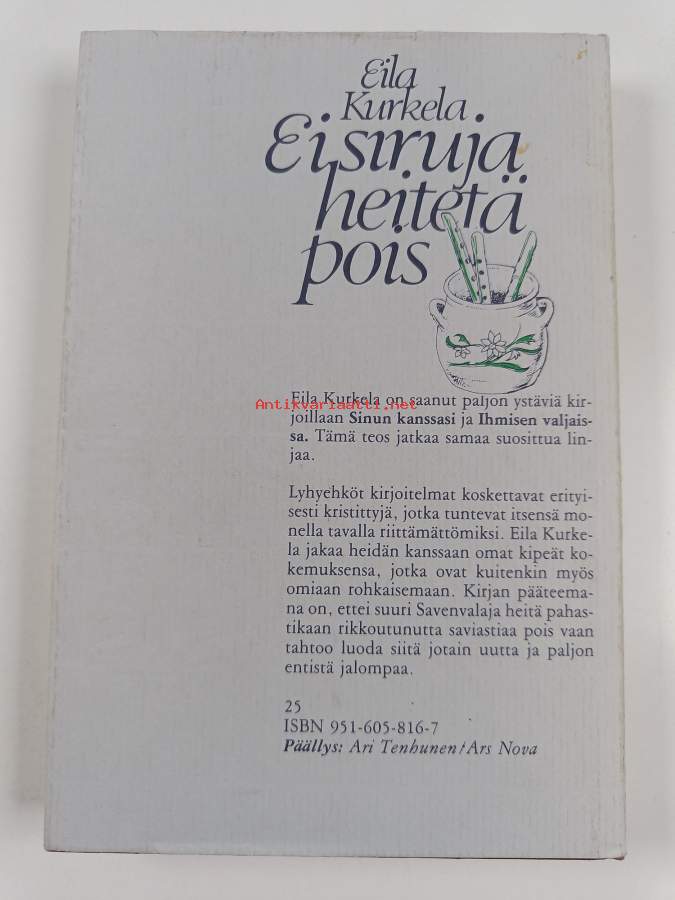 Eila
Kurkela
Ei siruja
heitetä
pois
Eila Kurkela on saanut paljon ystäviä kir-
Antikvariaatti.net
joillaan Sinun kanssasi ja Ihmisen valjais-
sa. Tämä teos jatkaa samaa suosittua lin-
jaa.
Lyhyehköt kirjoitelmat koskettavat erityi-
sesti kristittyjä, jotka tuntevat itsensä mo-
nella tavalla riittämättömiksi. Eila Kurke-
la jakaa heidän kanssaan omat kipeät ko-
kemuksensa, jotka ovat kuitenkin myös
omiaan rohkaisemaan. Kirjan pääteema-
na on, ettei suuri Savenvalaja heitä pahas-
tikaan rikkoutunutta saviastiaa pois vaan
tahtoo luoda siitä jotain uutta ja paljon
entistä jalompaa.
25
ISBN 951-605-816-7
Päällys: Ari Tenhunen/Ars Nova